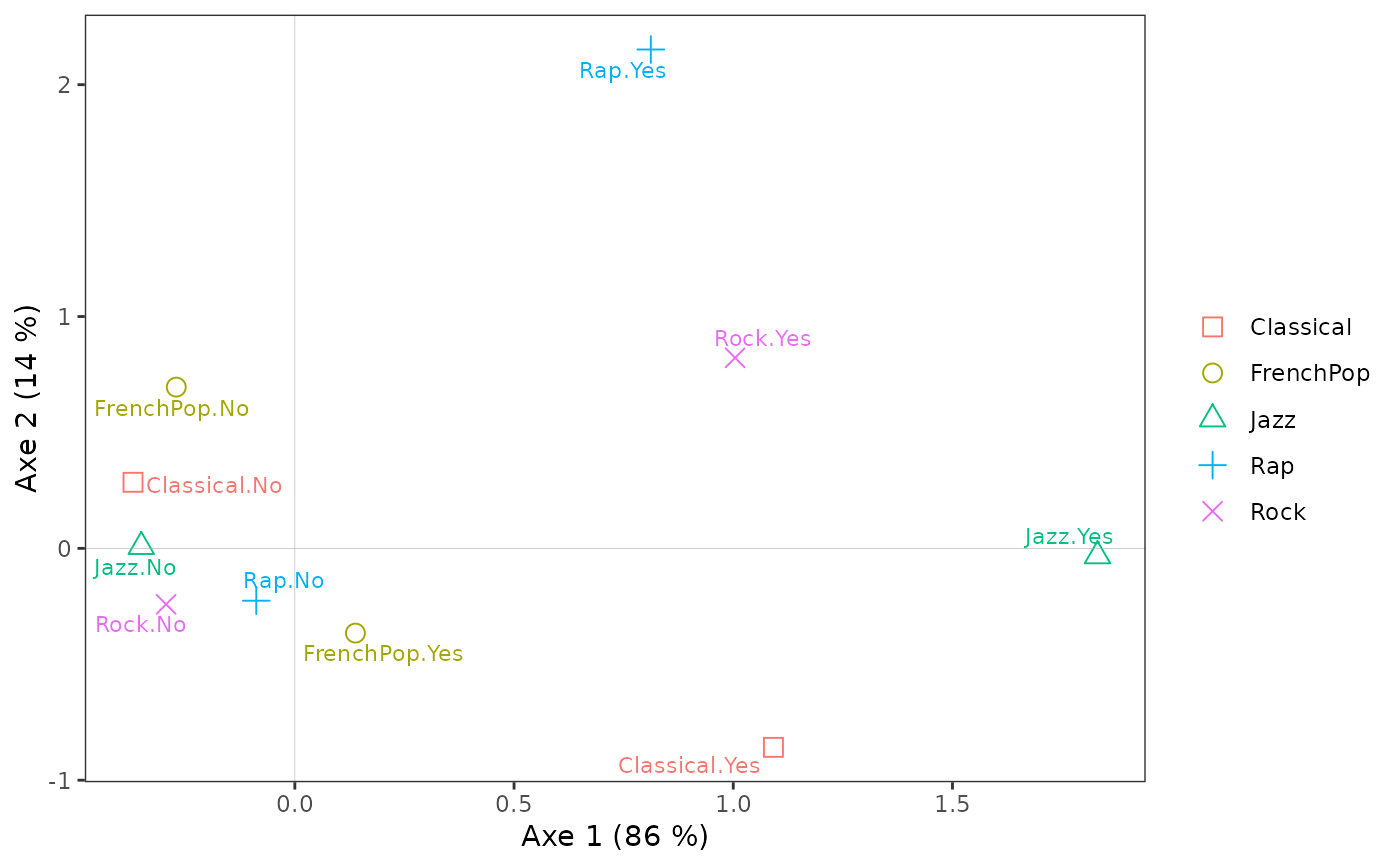 2
1
0
-1
Axe 2 (14 %)
Rap.Yes
Rock.Yes
FrenchPop.No
Classical.No
Jazz.Yes
Jazz.No
Rap.No
Rock.No
FrenchPop.Yes
Classical.Yes
0.0 0.5 1.0 1.5
Axe 1 (86 %)
Classical
FrenchPop
Jazz
Rap
Rock